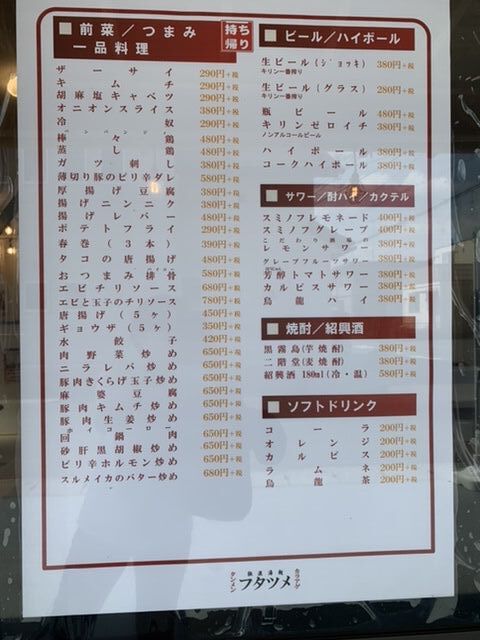 前菜／つまみ
一品料理
持ち
帰り
ザーサイ 290円+税
キムチ 290円+税
胡麻塩キャベツ 290円+税
オニオンスライス 380円+税
冷奴 290円+税
バンバンジィ
棒々鶏 480円+税
蒸し鶏 480円+税
ガツ刺し 380円+税
薄切り豚のピリ辛ダレ 580円+税
厚揚げ豆腐 380円+税
揚げニンニク 380円+税
揚げレバー 480円+税
ポテトフライ 290円+税
春巻（３本） 390円+税
タコの唐揚げ 480円+税
おつまみ排骨 580円+税
エビチリソース 680円+税
エビと玉子のチリソース 780円+税
唐揚げ（５ヶ） 450円+税
ギョウザ（５ヶ） 350円+税
水餃子 420円+税
肉野菜炒め 650円+税
ニラレバ炒め 650円+税
豚肉きくらげ玉子炒め 650円+税
麻婆豆腐 650円+税
豚肉キムチ炒め 650円+税
豚肉生姜炒め 650円+税
ホイコーロー
回鍋肉 650円+税
砂肝黒胡椒炒め 650円+税
ピリ辛ホルモン炒め 650円+税
スルメイカのバター炒め 680円+税
ビール／ハイボール
生ビール(ｼﾞｮｯｷ) 380円+税
キリン一番搾り
生ビール(グラス) 280円+税
キリン一番搾り
瓶ビール 480円+税
キリンゼロイチ 380円+税
ノンアルコールビール
ハイボール 380円+税
コークハイボール 380円+税
サワー／酎ハイ／カクテル
スミノフレモネード 400円+税
スミノフグレープ 400円+税
こだわり酒場の
レモンサワー 380円+税
グレープフルーツサワー 380円+税
芳醇トマトサワー 380円+税
カルピスサワー 380円+税
烏龍ハイ 380円+税
焼酎／紹興酒
黒霧島(芋焼酎) 380円+税
二階堂(麦焼酎) 380円+税
紹興酒 180ml(冷・温) 580円+税
ソフトドリンク
コーラ 200円+税
オレンジ 200円+税
カルピス 200円+税
ラムネ 200円+税
烏龍茶 200円+税
タンメン
フタツメ
カラアゲ